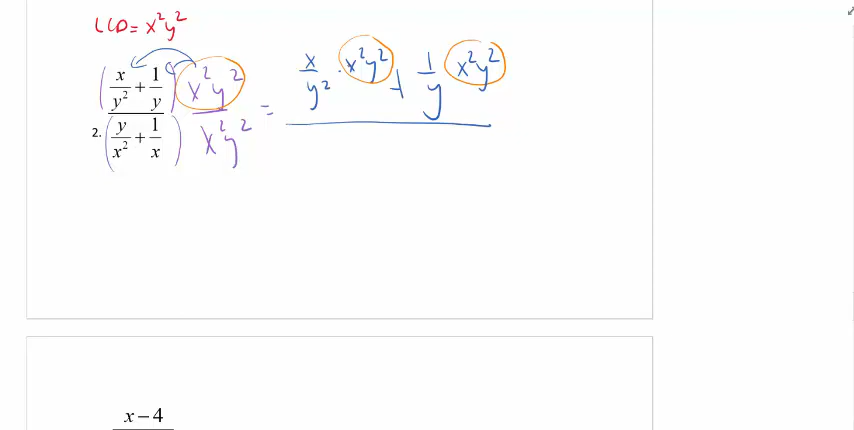 LCD = x²y²
2. (x/y² + 1/y) / (y/x² + 1/x) x²y² / x²y² = x/y² · x²y² + 1/y x²y²
x – 4